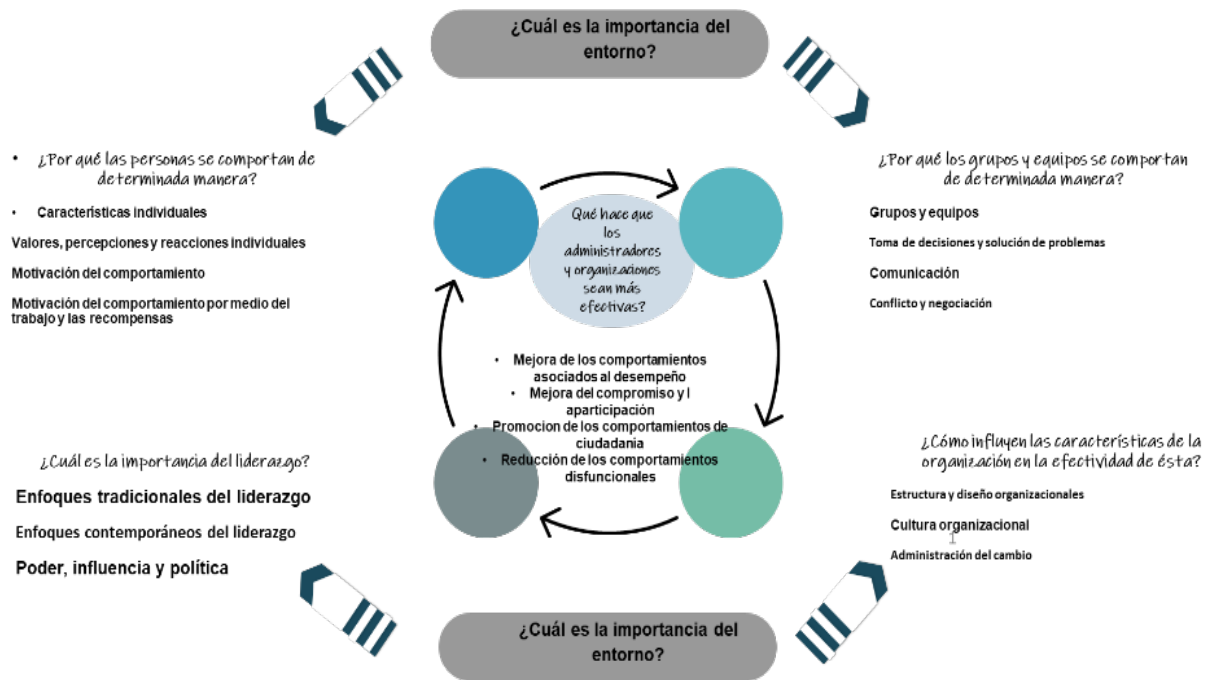 ¿Cuál es la importancia del
entorno?
• ¿Por qué las personas se comportan de
determinada manera?
• Características individuales
Valores, percepciones y reacciones individuales
Motivación del comportamiento
Motivación del comportamiento por medio del
trabajo y las recompensas
¿Por qué los grupos y equipos se comportan
de determinada manera?
Grupos y equipos
Toma de decisiones y solución de problemas
Comunicación
Conflicto y negociación
Qué hace que
los
administradores
y organizaciones
sean más
efectivas?
• Mejora de los comportamientos
asociados al desempeño
• Mejora del compromiso y l
aparticipación
• Promocion de los comportamientos de
ciudadania
• Reducción de los comportamientos
disfuncionales
¿Cuál es la importancia del liderazgo?
Enfoques tradicionales del liderazgo
Enfoques contemporáneos del liderazgo
Poder, influencia y política
¿Cómo influyen las características de la
organización en la efectividad de ésta?
Estructura y diseño organizacionales
Cultura organizacional
Administración del cambio
¿Cuál es la importancia del
entorno?